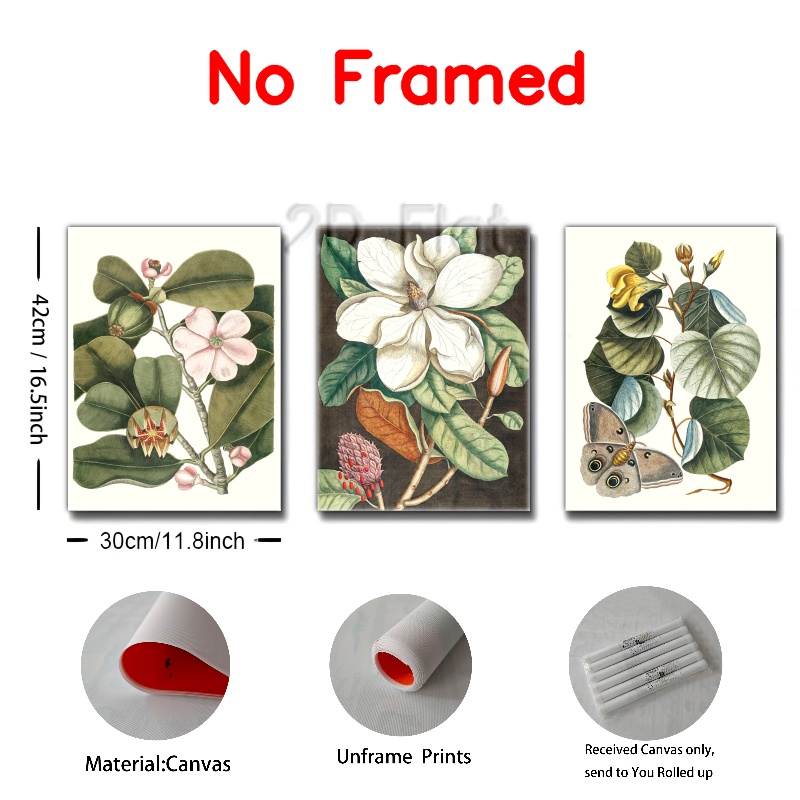 No Framed
2D Flat
42cm / 16.5inch
30cm/11.8inch
Material:Canvas
Unframe Prints
Received Canvas only,
send to You Rolled up